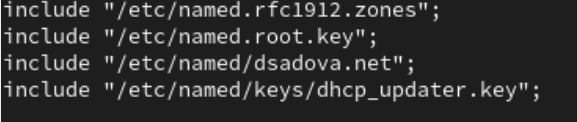 include "/etc/named.rfc1912.zones";
include "/etc/named.root.key";
include "/etc/named/dsadova.net";
include "/etc/named/keys/dhcp_updater.key";